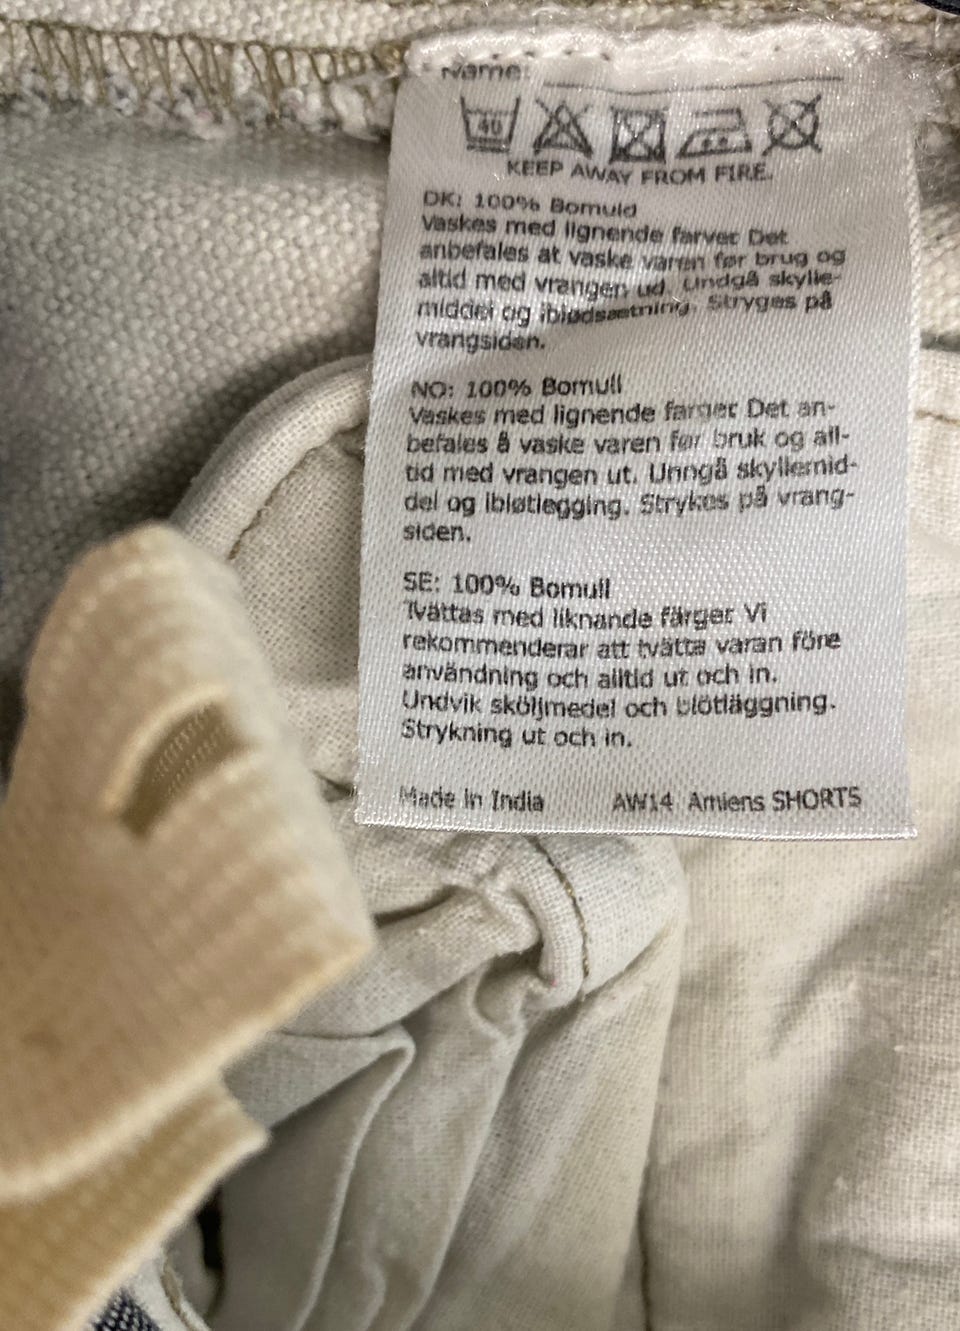 Name:
40
KEEP AWAY FROM FIRE.
DK: 100% Bomuld
Vaskes med lignende farver. Det
anbefales at vaske varen før brug og
altid med vrangen ud. Undgå skylle-
middel og iblødsætning. Stryges på
vrangsiden.
NO: 100% Bomull
Vaskes med lignende farger. Det an-
befales å vaske varen før bruk og all-
tid med vrangen ut. Unngå skyllemid-
del og ibløtlegging. Strykes på vrang-
siden.
SE: 100% Bomull
Tvättas med liknande färger. Vi
rekommenderar att tvätta varan före
användning och alltid ut och in.
Undvik sköljmedel och blötläggning.
Strykning ut och in.
Made in India AW14 Amiens SHORTS